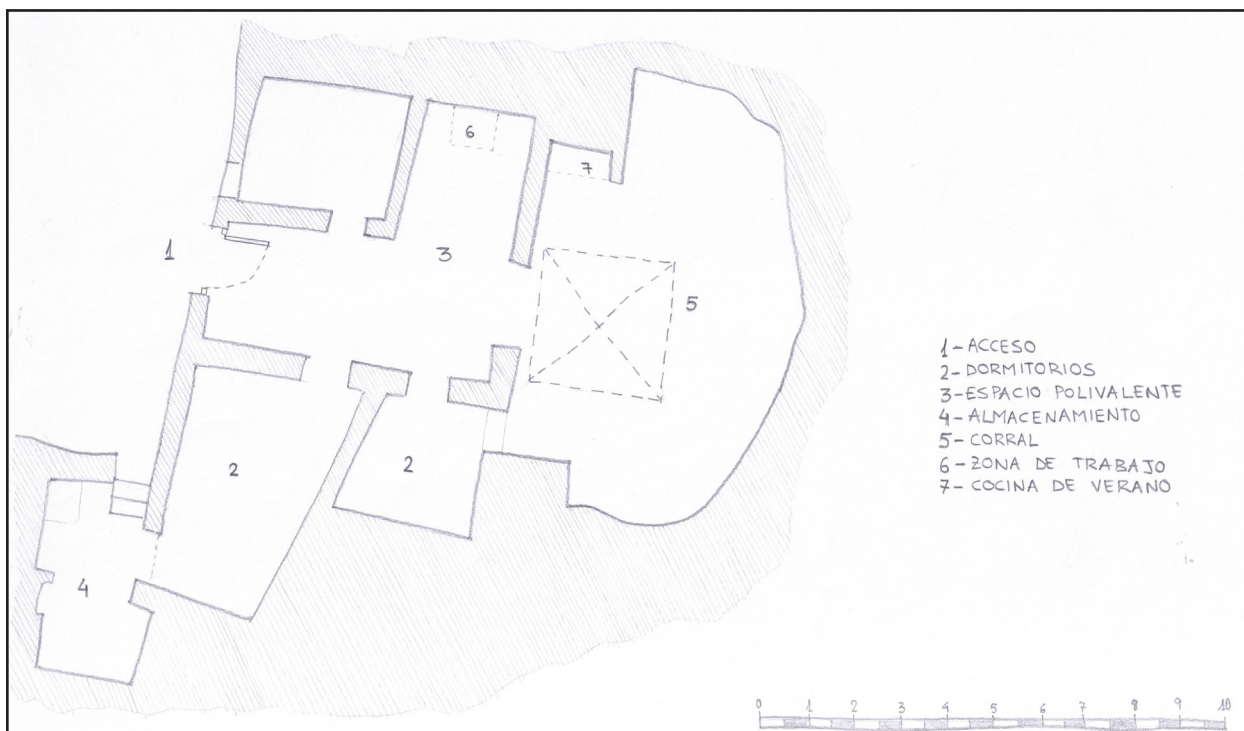 6
7
1
3
5
2
2
4
1- ACCESO
2- DORMITORIOS
3- ESPACIO POLIVALENTE
4- ALMACENAMIENTO
5- CORRAL
6- ZONA DE TRABAJO
7- COCINA DE VERANO
0 1 2 3 4 5 6 7 8 9 10